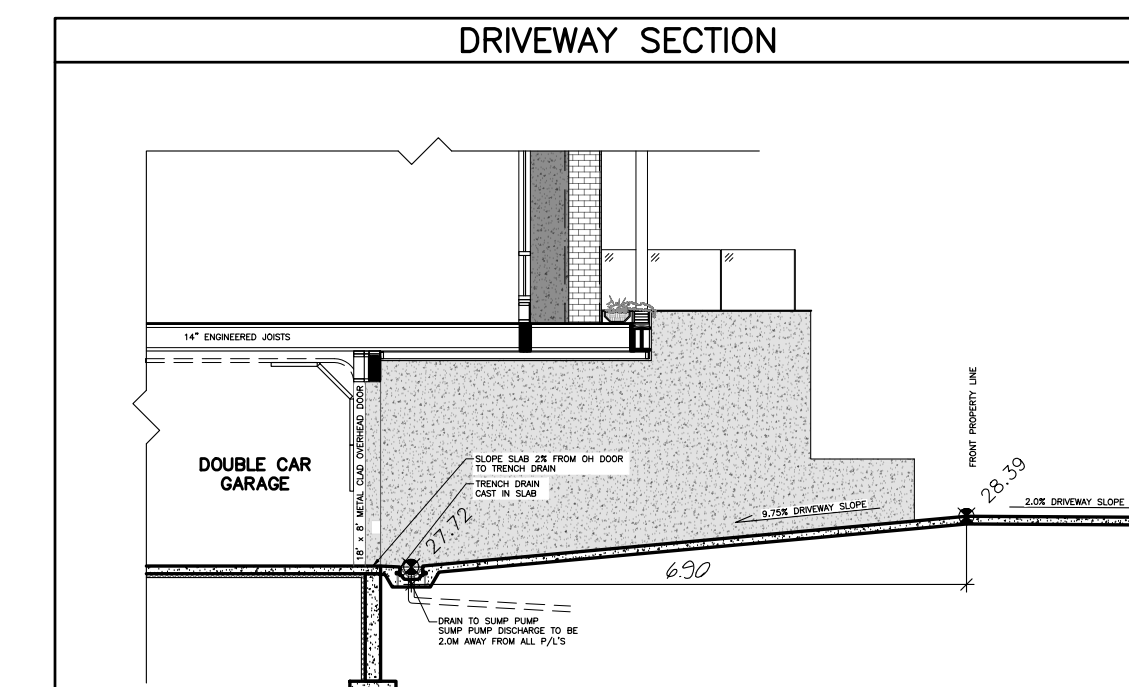 DRIVEWAY SECTION
14" ENGINEERED JOISTS
18' x 8' METAL CLAD OVERHEAD DOOR
DOUBLE CAR
GARAGE
SLOPE SLAB 2% FROM OH DOOR
TO TRENCH DRAIN
TRENCH DRAIN
CAST IN SLAB
27.72
9.75% DRIVEWAY SLOPE
FRONT PROPERTY LINE
28.39
2.0% DRIVEWAY SLOPE
6.90
DRAIN TO SUMP PUMP
SUMP PUMP DISCHARGE TO BE
2.0M AWAY FROM ALL P/L'S